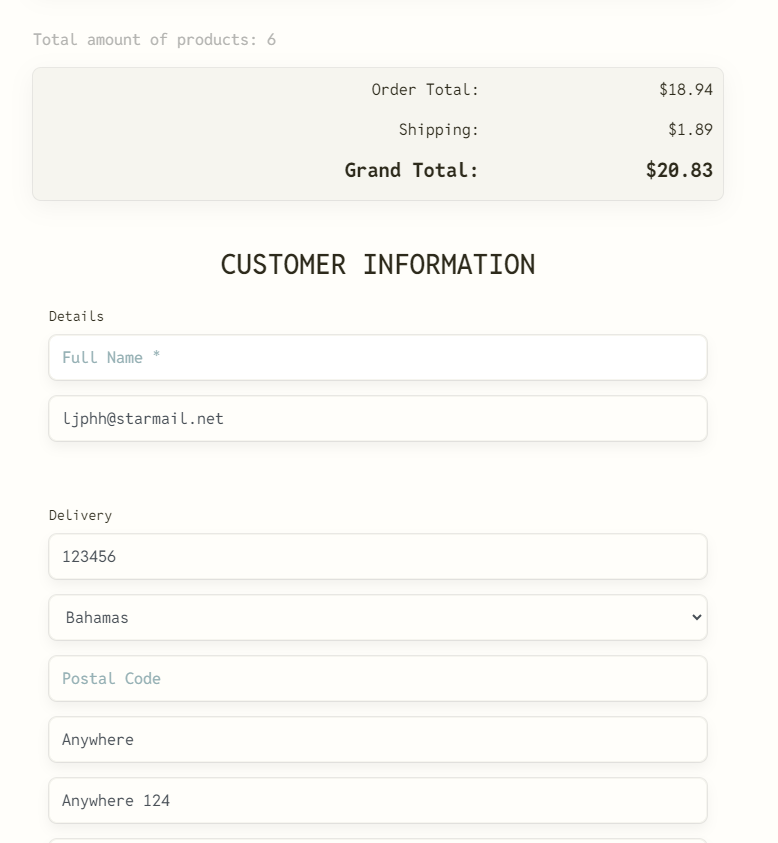 Total amount of products: 6
Order Total: $18.94
Shipping: $1.89
Grand Total: $20.83
CUSTOMER INFORMATION
Details
Full Name *
ljphh@starmail.net
Delivery
123456
Bahamas
Postal Code
Anywhere
Anywhere 124